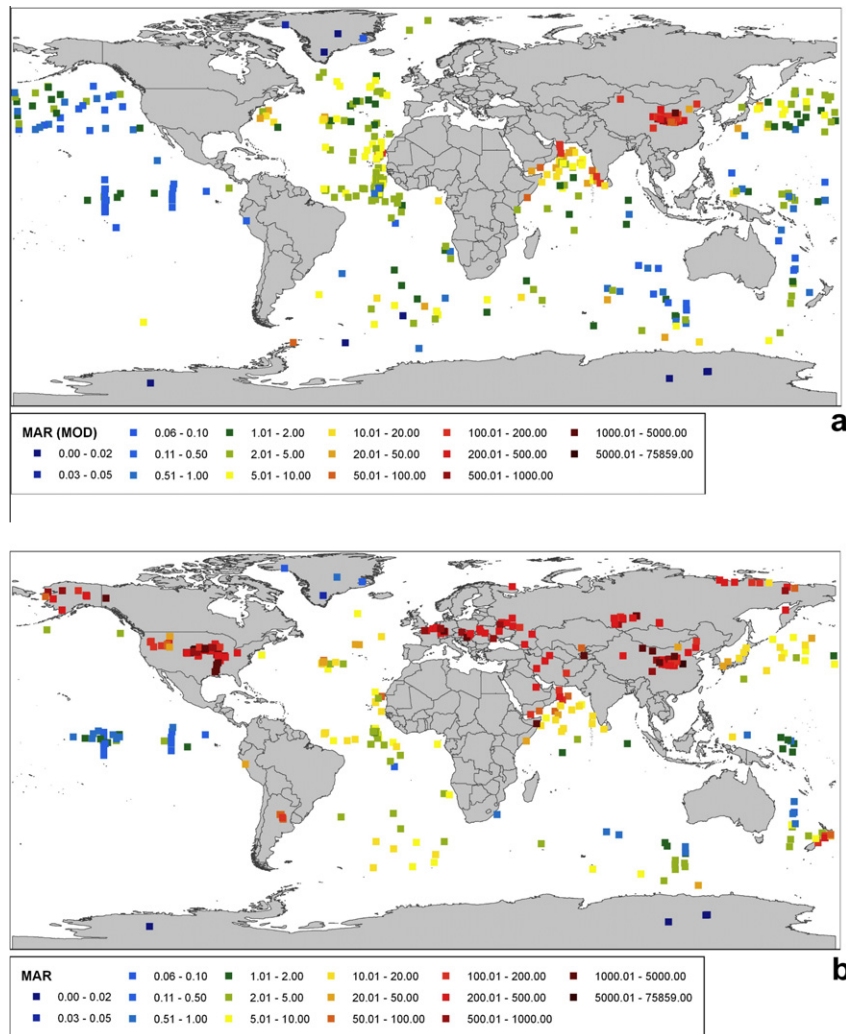 a
MAR (MOD) 0.06 - 0.10 1.01 - 2.00 10.01 - 20.00 100.01 - 200.00 1000.01 - 5000.00
0.00 - 0.02 0.11 - 0.50 2.01 - 5.00 20.01 - 50.00 200.01 - 500.00 5000.01 - 75859.00
0.03 - 0.05 0.51 - 1.00 5.01 - 10.00 50.01 - 100.00 500.01 - 1000.00
b
MAR 0.06 - 0.10 1.01 - 2.00 10.01 - 20.00 100.01 - 200.00 1000.01 - 5000.00
0.00 - 0.02 0.11 - 0.50 2.01 - 5.00 20.01 - 50.00 200.01 - 500.00 5000.01 - 75859.00
0.03 - 0.05 0.51 - 1.00 5.01 - 10.00 50.01 - 100.00 500.01 - 1000.00